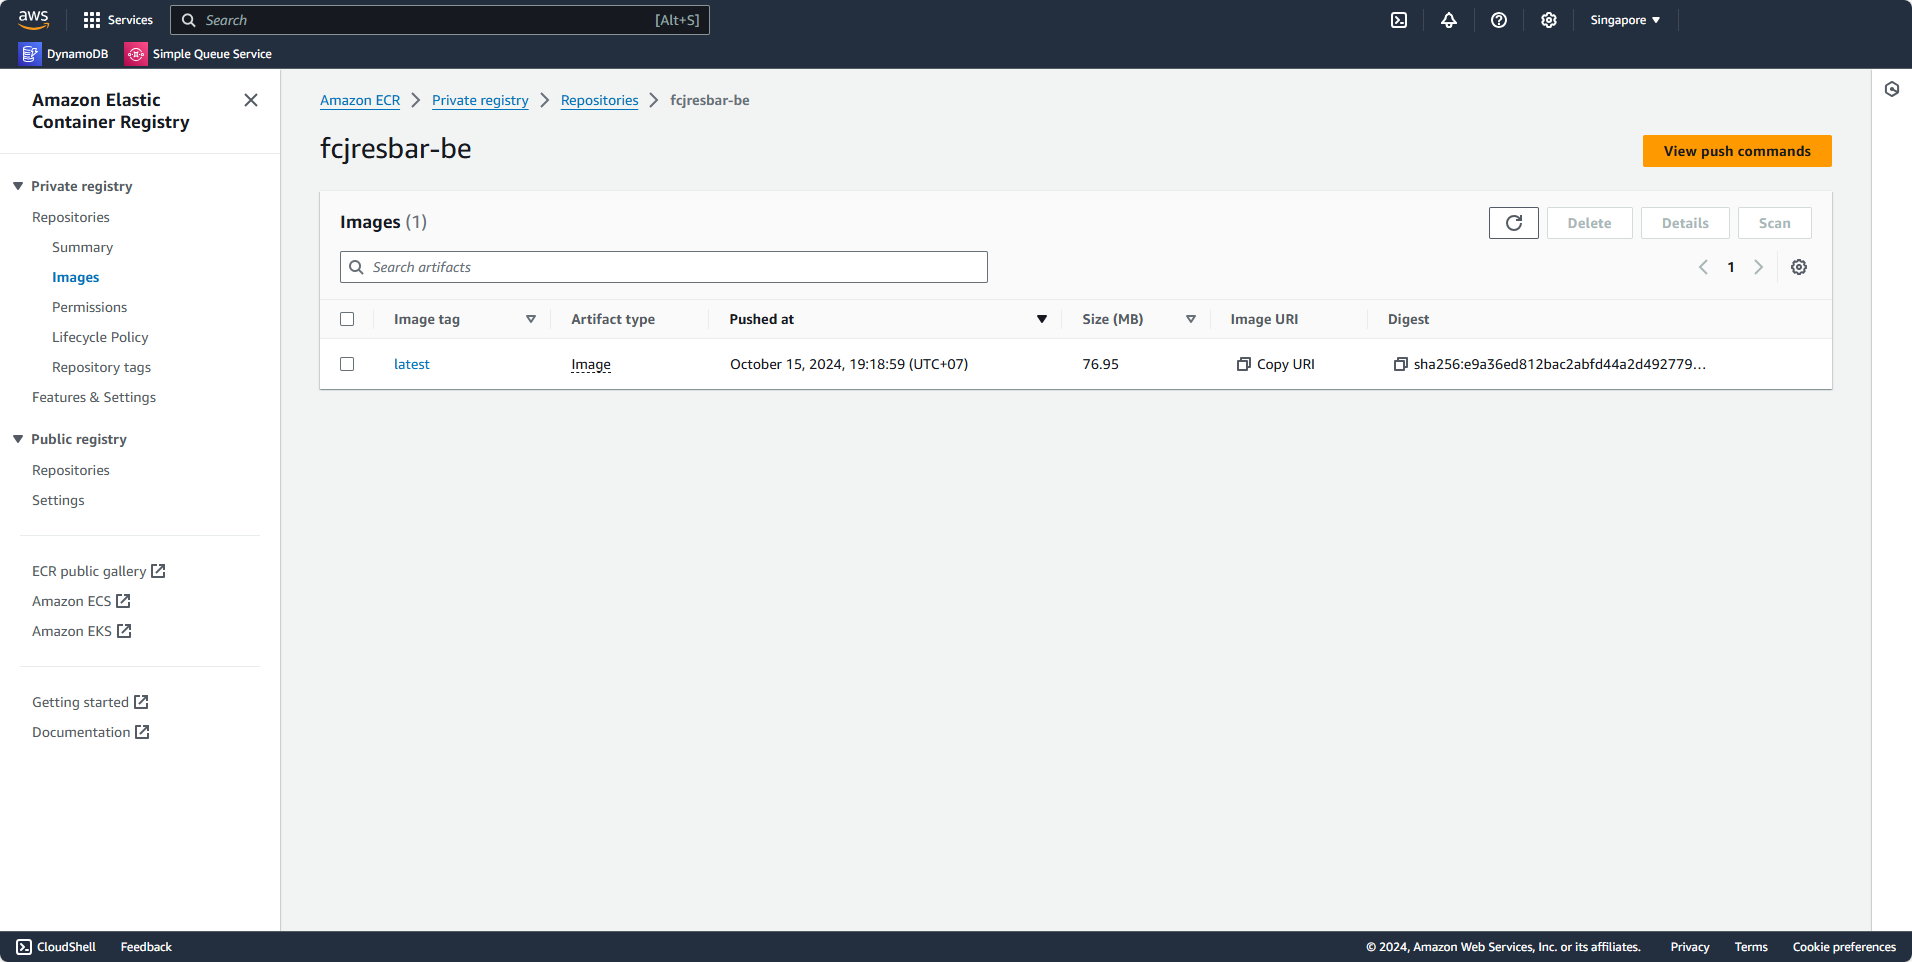 aws
Services
Search [Alt+S]
Singapore
DynamoDB
Simple Queue Service
Amazon Elastic
Container Registry
Private registry
Repositories
Summary
Images
Permissions
Lifecycle Policy
Repository tags
Features & Settings
Public registry
Repositories
Settings
ECR public gallery
Amazon ECS
Amazon EKS
Getting started
Documentation
Amazon ECR Private registry Repositories fcjresbar-be
fcjresbar-be
View push commands
Images (1)
Delete Details Scan
Search artifacts
1
Image tag Artifact type Pushed at Size (MB) Image URI Digest
latest Image October 15, 2024, 19:18:59 (UTC+07) 76.95 Copy URI sha256:e9a36ed812bac2abfd44a2d492779...
CloudShell Feedback
© 2024, Amazon Web Services, Inc. or its affiliates. Privacy Terms Cookie preferences